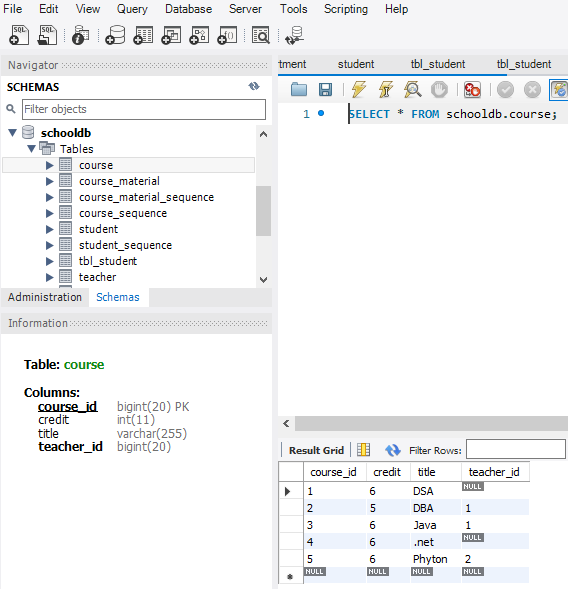 File Edit View Query Database Server Tools Scripting Help
Navigator
SCHEMAS
Filter objects
schooldb
Tables
course
course_material
course_material_sequence
course_sequence
student
student_sequence
tbl_student
teacher
Administration Schemas
Information
Table: course
Columns:
course_id bigint(20) PK
credit int(11)
title varchar(255)
teacher_id bigint(20)
rtment student tbl_student tbl_student
1 SELECT * FROM schooldb.course;
Result Grid Filter Rows:
course_id credit title teacher_id
1 6 DSA NULL
2 5 DBA 1
3 6 Java 1
4 6 .net NULL
5 6 Phyton 2
NULL NULL NULL NULL